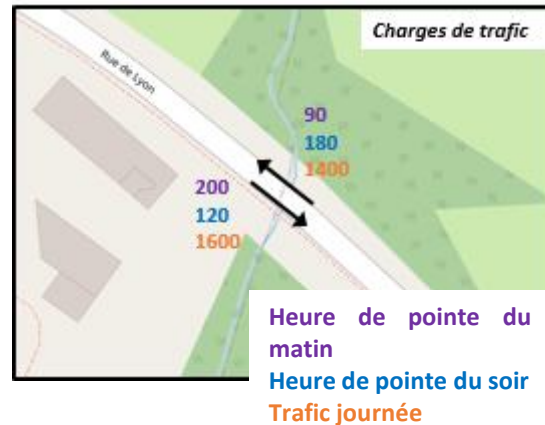 Charges de trafic
Rue de Lyon
90
180
1400
200
120
1600
Heure de pointe du
matin
Heure de pointe du soir
Trafic journée